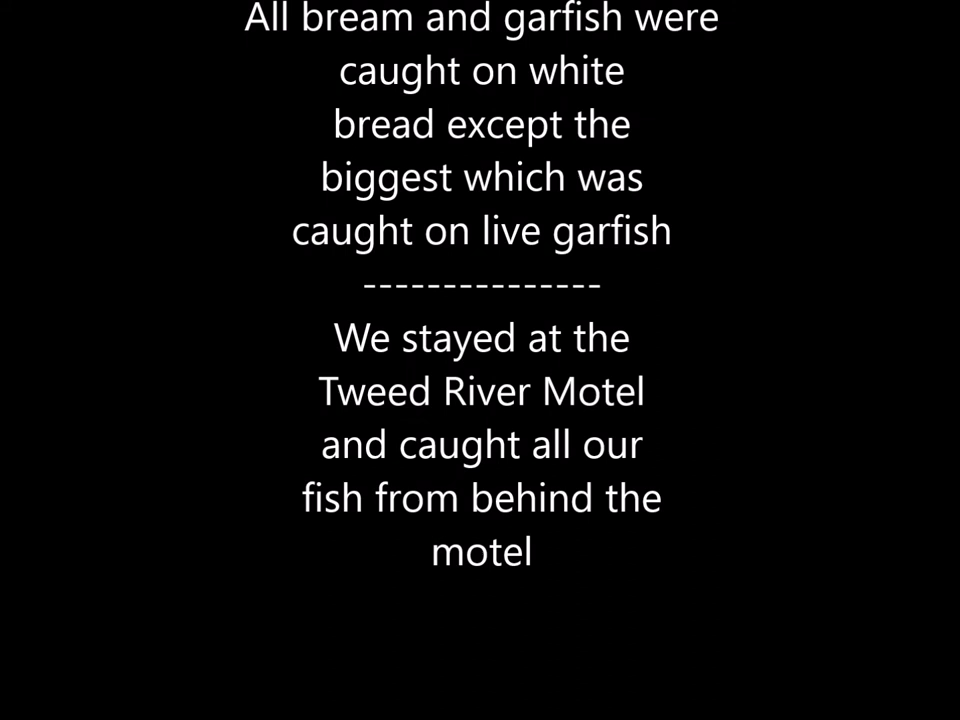 All bream and garfish were
caught on white
bread except the
biggest which was
caught on live garfish
---------------
We stayed at the
Tweed River Motel
and caught all our
fish from behind the
motel